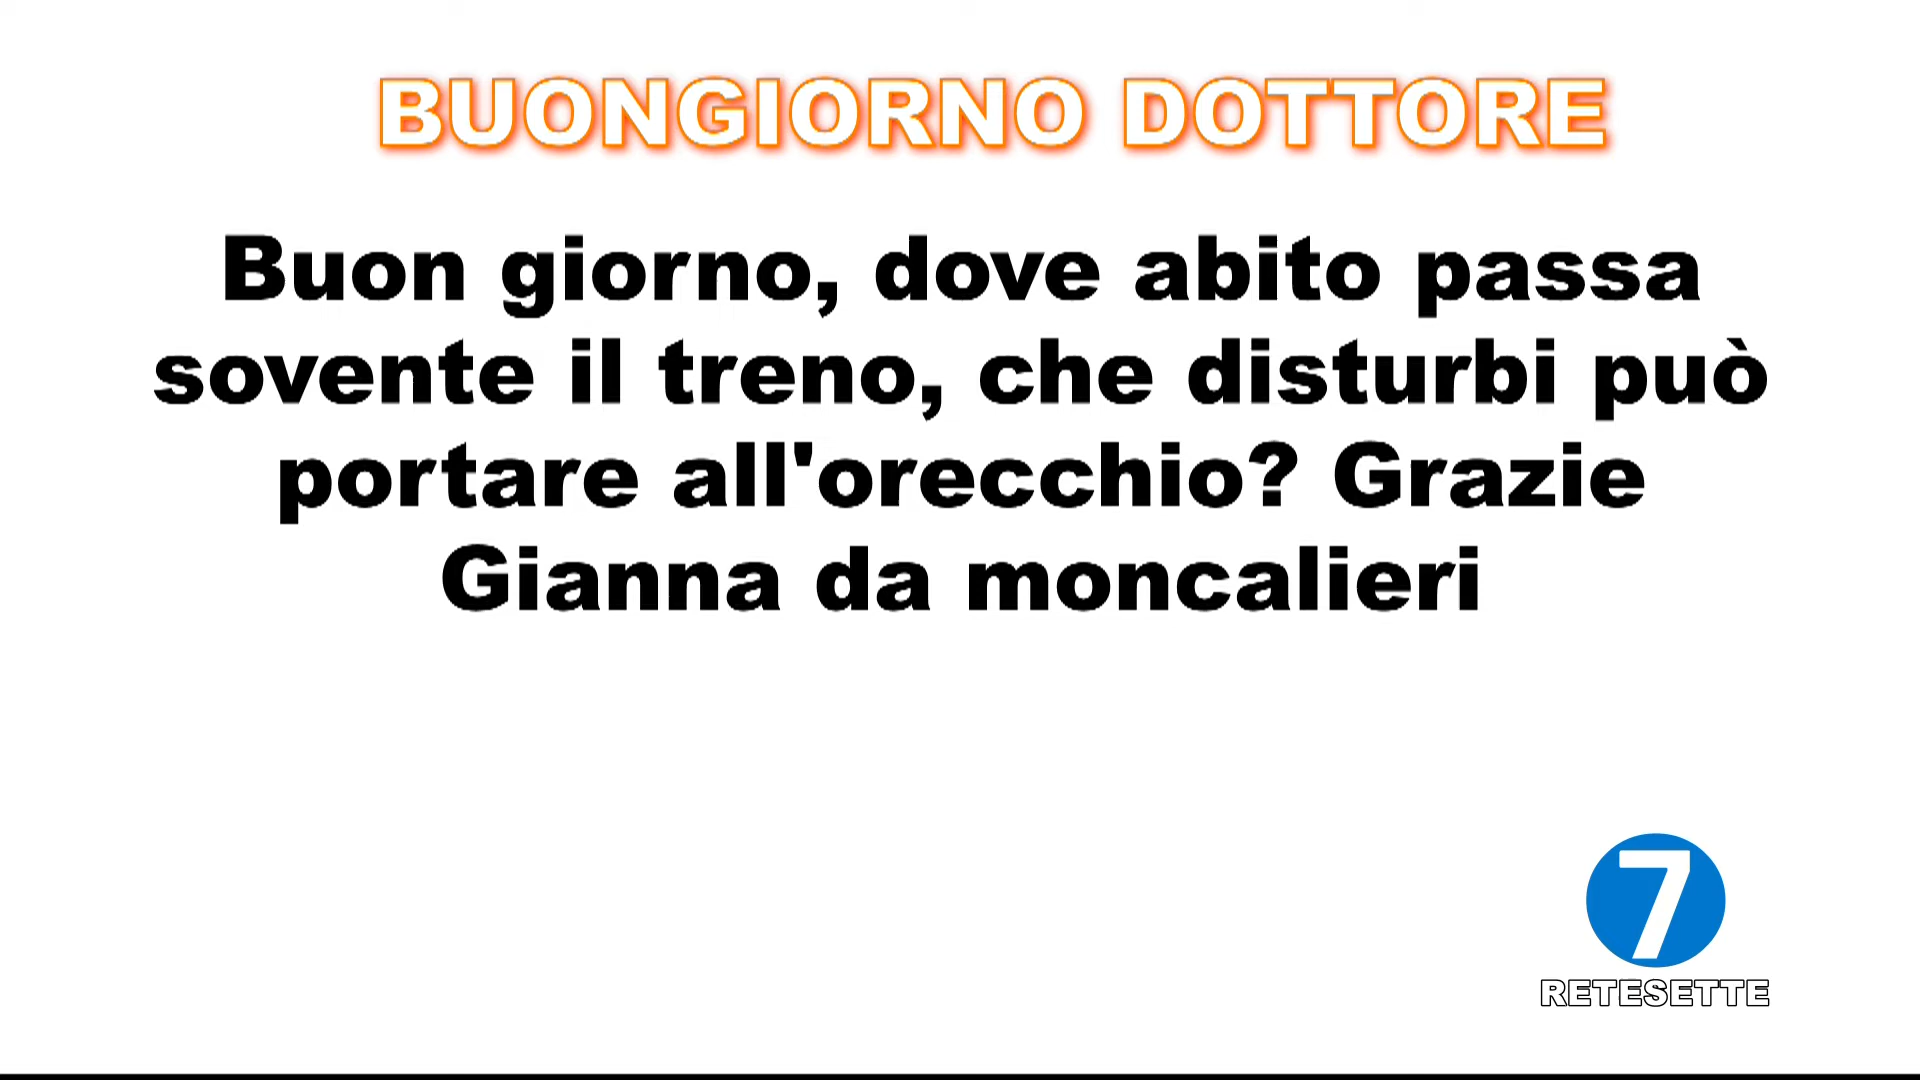 BUONGIORNO DOTTORE
Buon giorno, dove abito passa
sovente il treno, che disturbi può
portare all'orecchio? Grazie
Gianna da moncalieri
7
RETESETTE